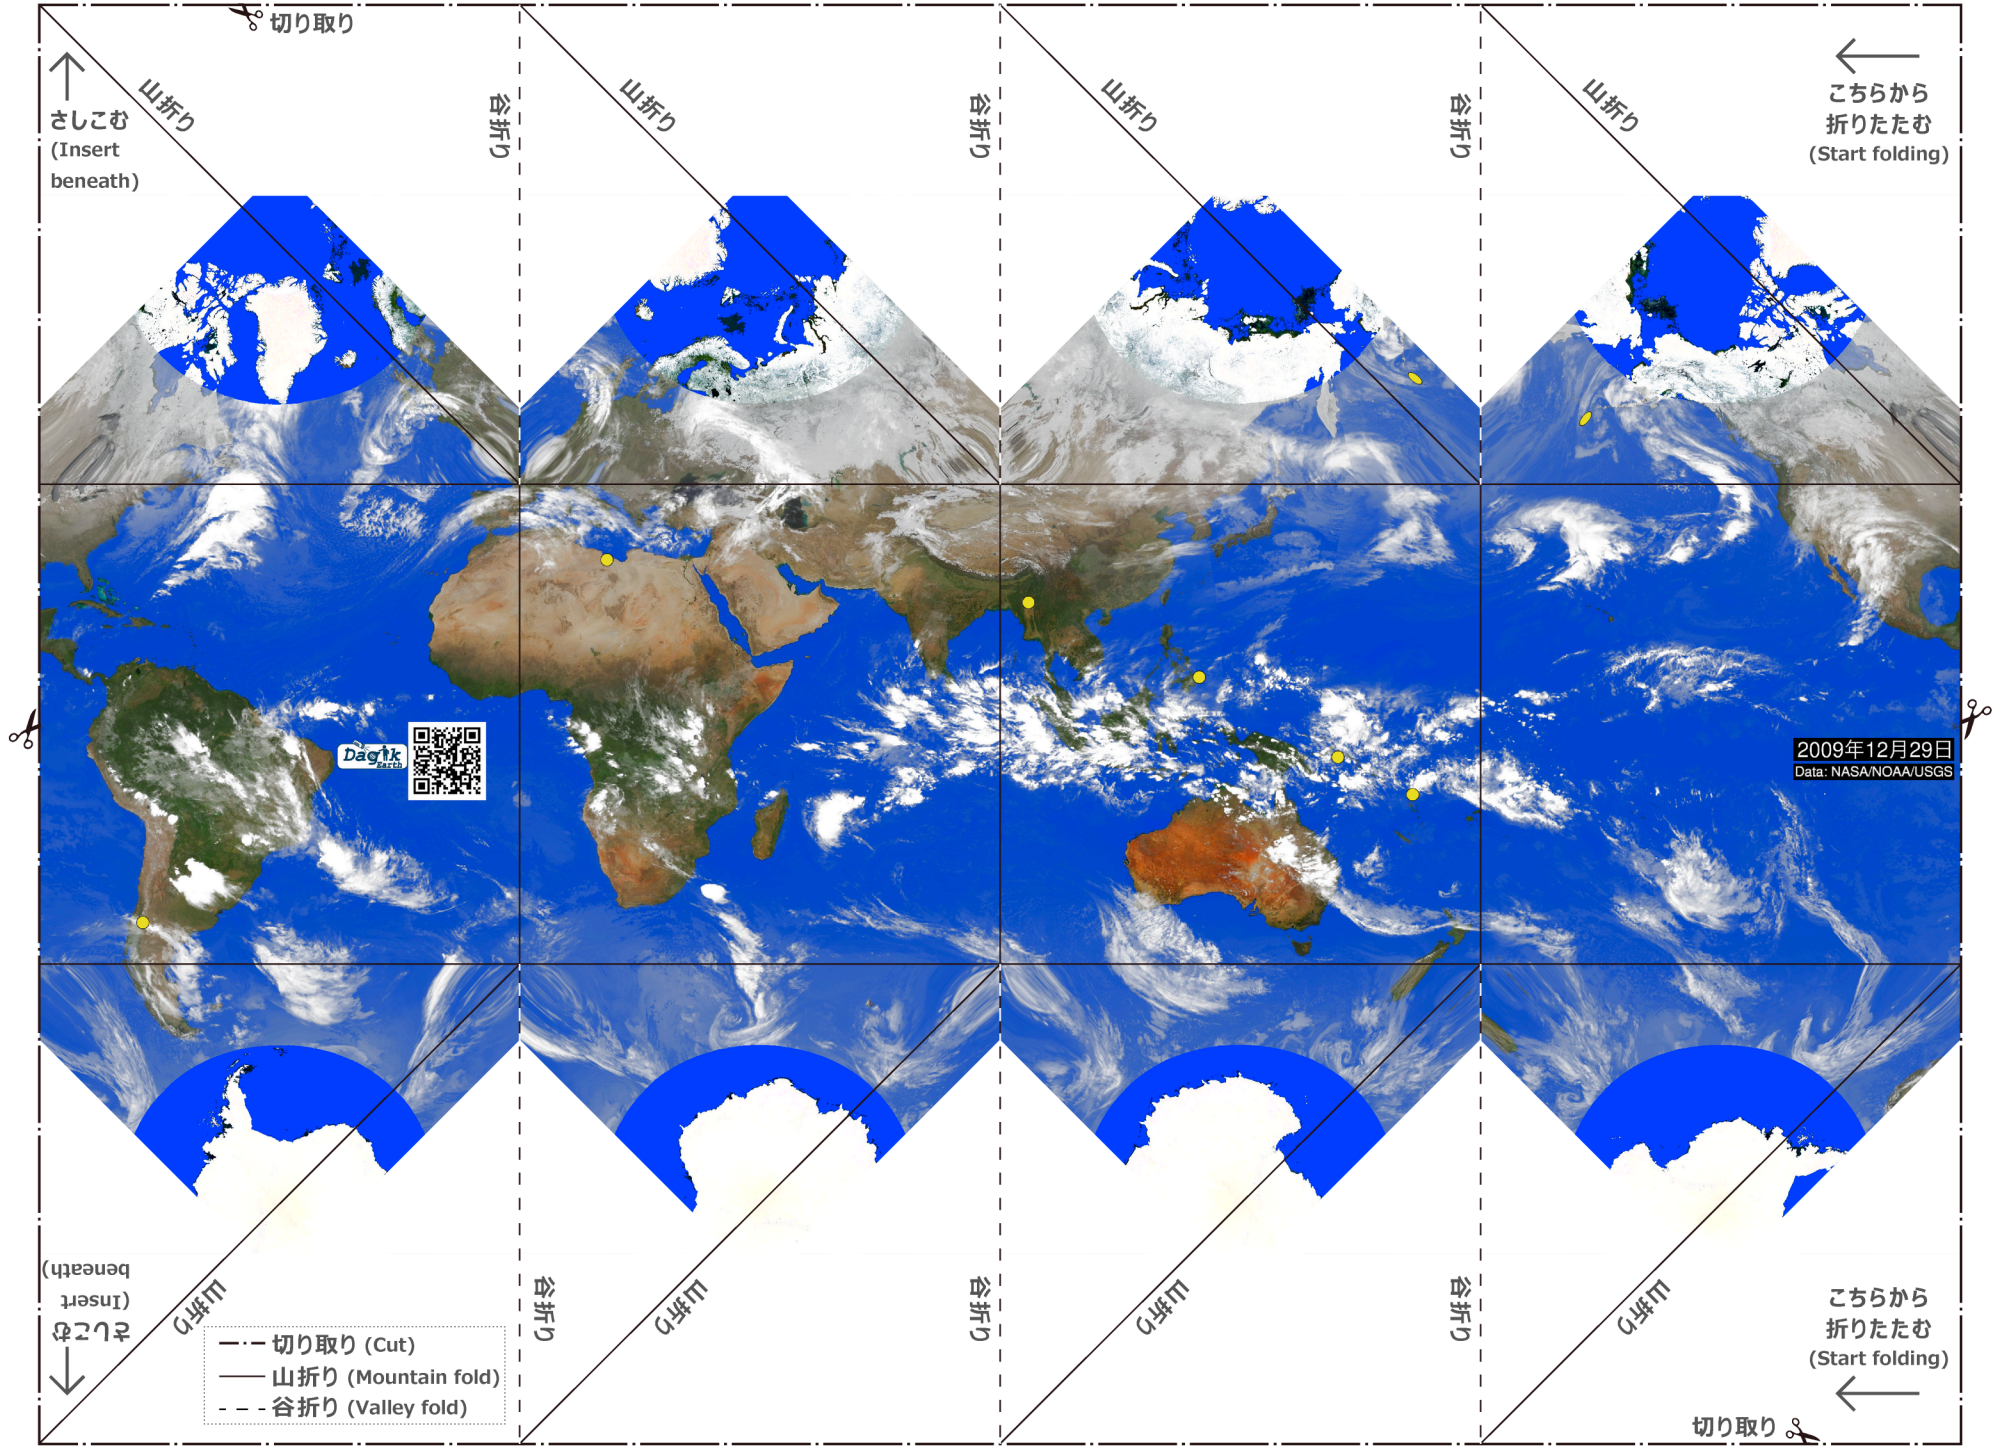 切り取り
さしこむ
(Insert
beneath)
山折り
谷折り
山折り
谷折り
山折り
谷折り
山折り
こちらから
折りたたむ
(Start folding)
Dagik
Earth
2009年12月29日
Data: NASA/NOAA/USGS
さしこむ
(Insert
beneath)
山折り
谷折り
山折り
谷折り
山折り
谷折り
山折り
こちらから
折りたたむ
(Start folding)
切り取り (Cut)
山折り (Mountain fold)
谷折り (Valley fold)
切り取り